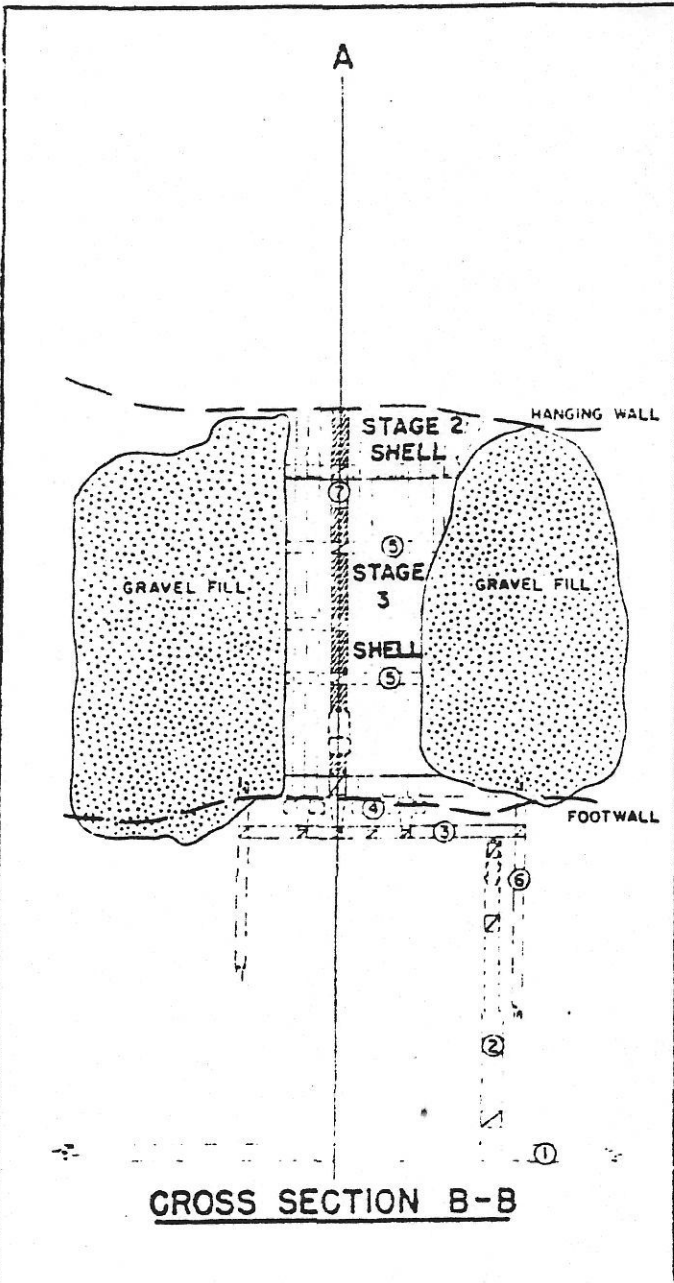 A
HANGING WALL
STAGE 2
SHELL
7
5
GRAVEL FILL
STAGE
3
GRAVEL FILL
SHELL
5
4
FOOTWALL
3
6
2
1
CROSS SECTION B-B